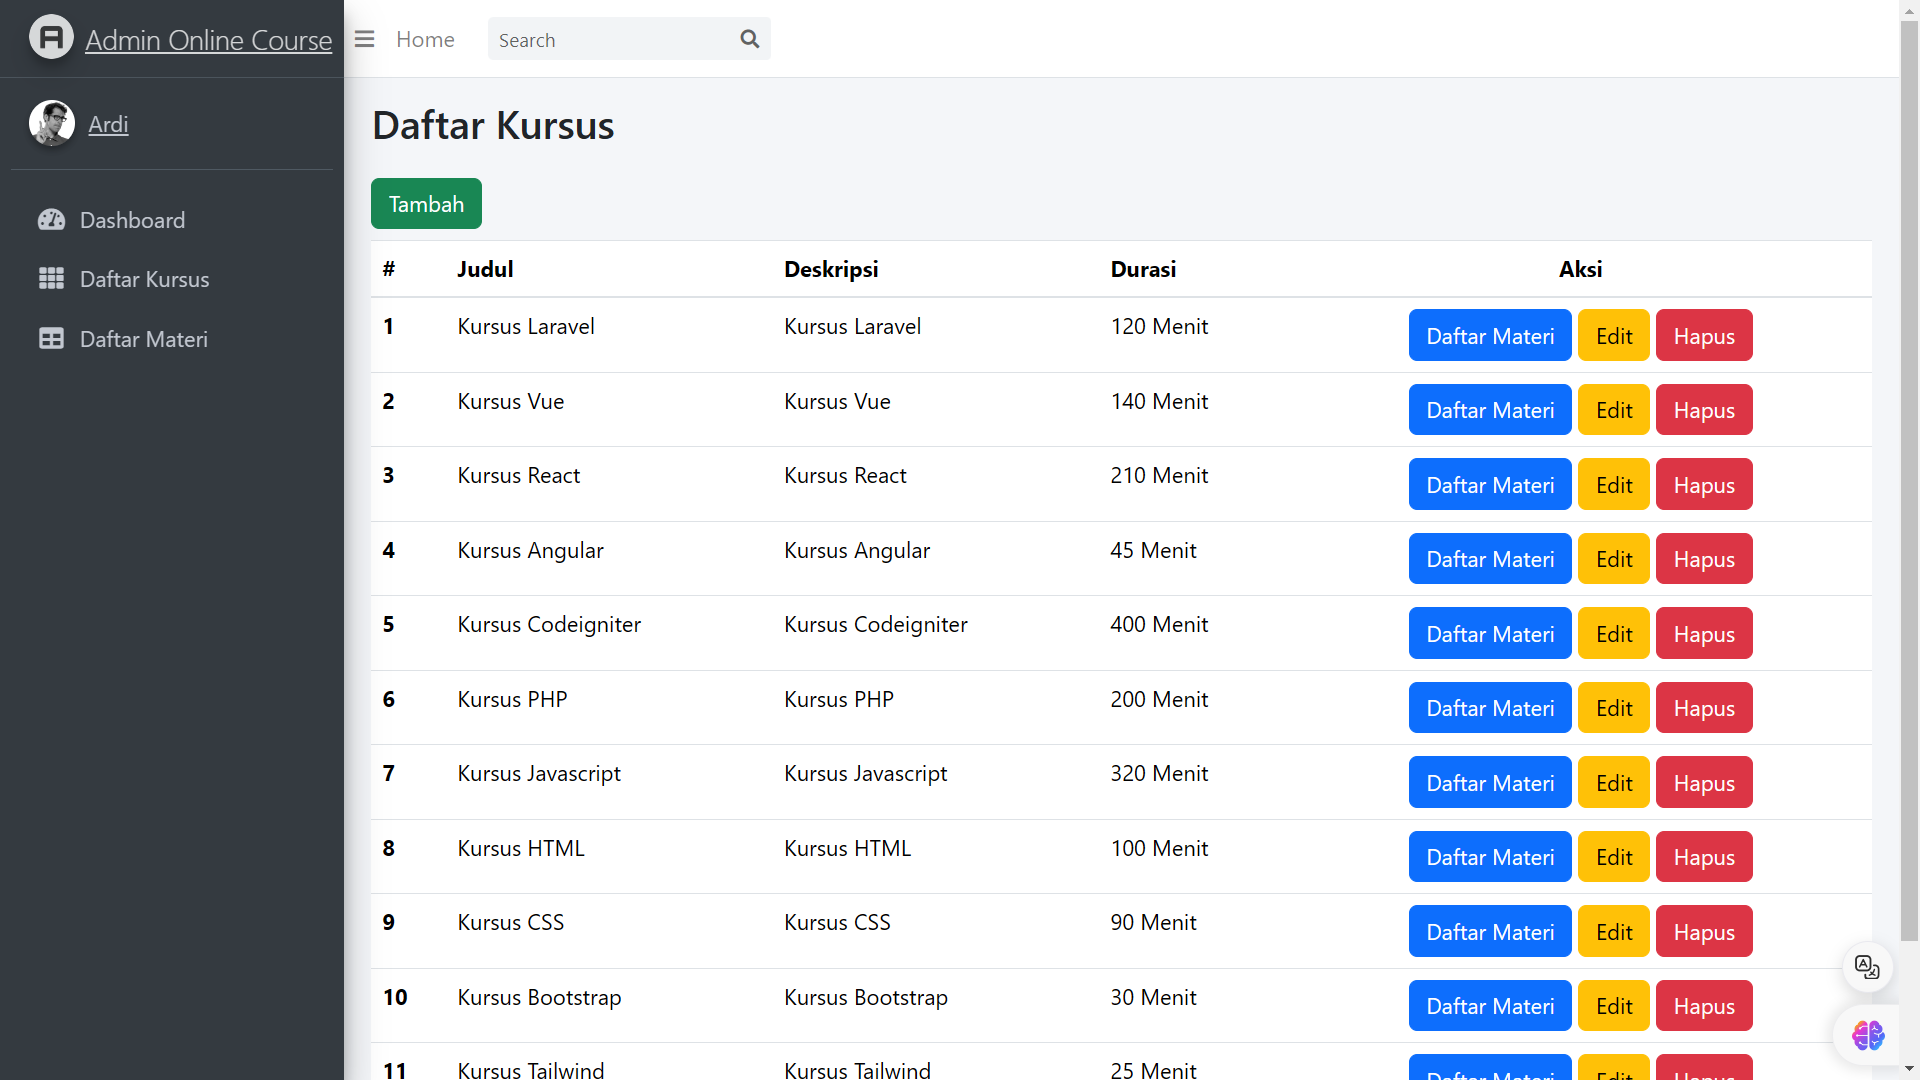 Admin Online Course
Home
Search
Ardi
Dashboard
Daftar Kursus
Daftar Materi
Daftar Kursus
Tambah
# Judul Deskripsi Durasi Aksi
1 Kursus Laravel Kursus Laravel 120 Menit Daftar Materi Edit Hapus
2 Kursus Vue Kursus Vue 140 Menit Daftar Materi Edit Hapus
3 Kursus React Kursus React 210 Menit Daftar Materi Edit Hapus
4 Kursus Angular Kursus Angular 45 Menit Daftar Materi Edit Hapus
5 Kursus Codeigniter Kursus Codeigniter 400 Menit Daftar Materi Edit Hapus
6 Kursus PHP Kursus PHP 200 Menit Daftar Materi Edit Hapus
7 Kursus Javascript Kursus Javascript 320 Menit Daftar Materi Edit Hapus
8 Kursus HTML Kursus HTML 100 Menit Daftar Materi Edit Hapus
9 Kursus CSS Kursus CSS 90 Menit Daftar Materi Edit Hapus
10 Kursus Bootstrap Kursus Bootstrap 30 Menit Daftar Materi Edit Hapus
11 Kursus Tailwind Kursus Tailwind 25 Menit Daftar Materi Edit Hapus